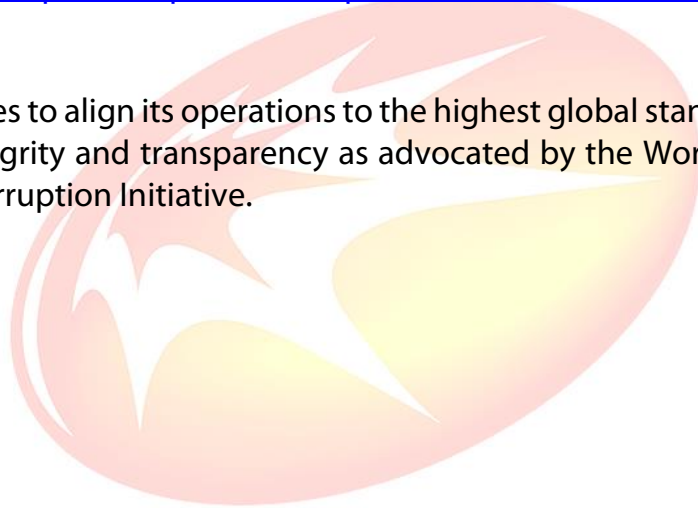 es to align its operations to the highest global stan
grity and transparency as advocated by the Wor
rruption Initiative.